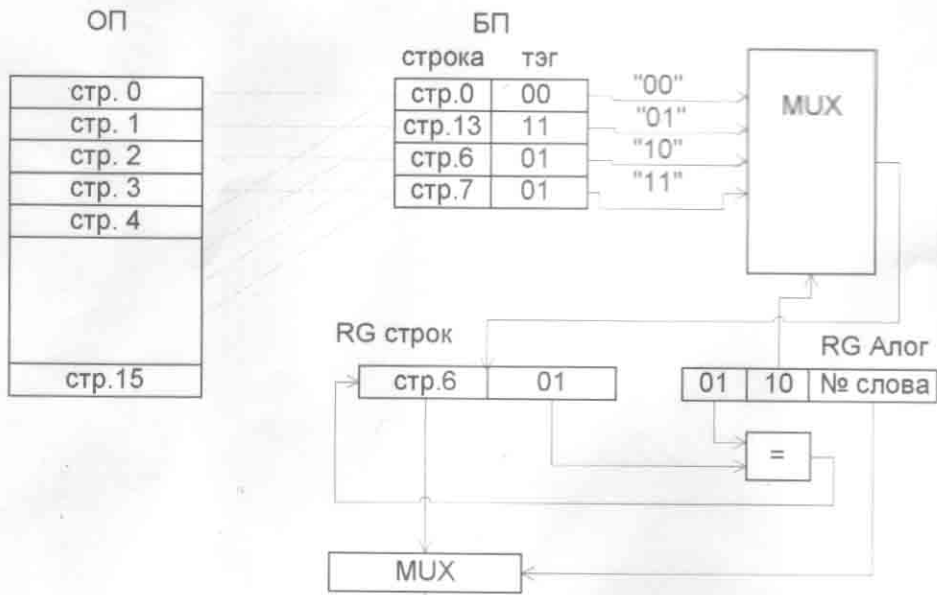 ОП
стр. 0
стр. 1
стр. 2
стр. 3
стр. 4
стр.15
БП
строка тэг
стр.0 00
стр.13 11
стр.6 01
стр.7 01
"00"
"01"
"10"
"11"
MUX
RG строк
стр.6 01
RG Алог
01 10 № слова
=
MUX